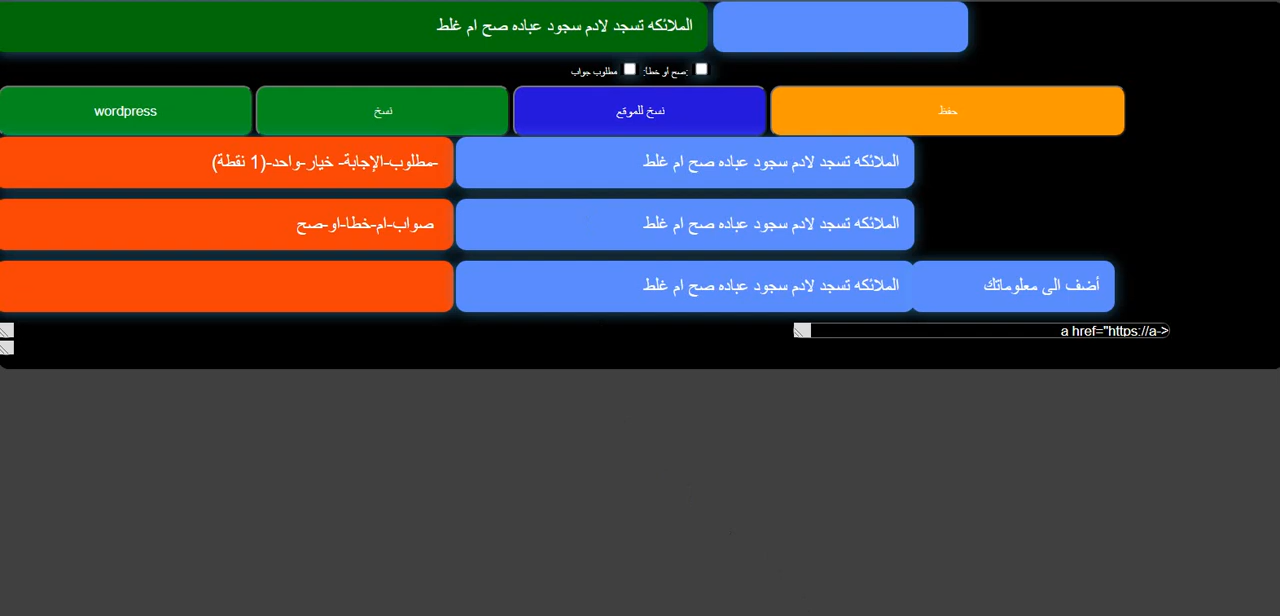 الملائكه تسجد لادم سجود عباده صح ام غلط
صح أو خطأ: مطلوب جواب:
حفظ
نسخ للموقع
نسخ
wordpress
الملائكه تسجد لادم سجود عباده صح ام غلط
-مطلوب-الإجابة- خيار-واحد-(1 نقطة)
الملائكه تسجد لادم سجود عباده صح ام غلط
صواب-ام-خطا-او-صح
أضف الى معلوماتك
الملائكه تسجد لادم سجود عباده صح ام غلط
a href="https://a->